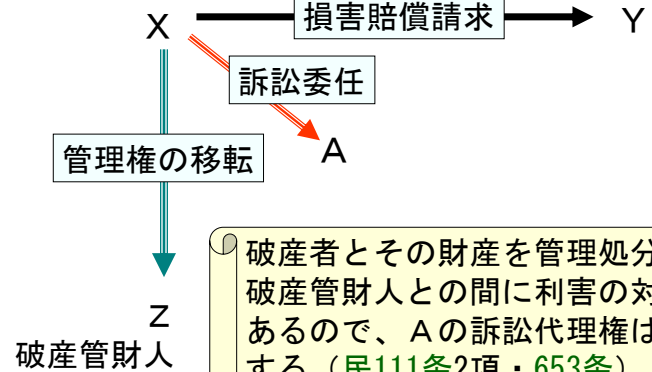 損害賠償請求
X
Y
訴訟委任
A
管理権の移転
Z
破産管財人
破産者とその財産を管理処分
破産管財人との間に利害の対
あるので、Aの訴訟代理権は
する（民111条2項・653条）